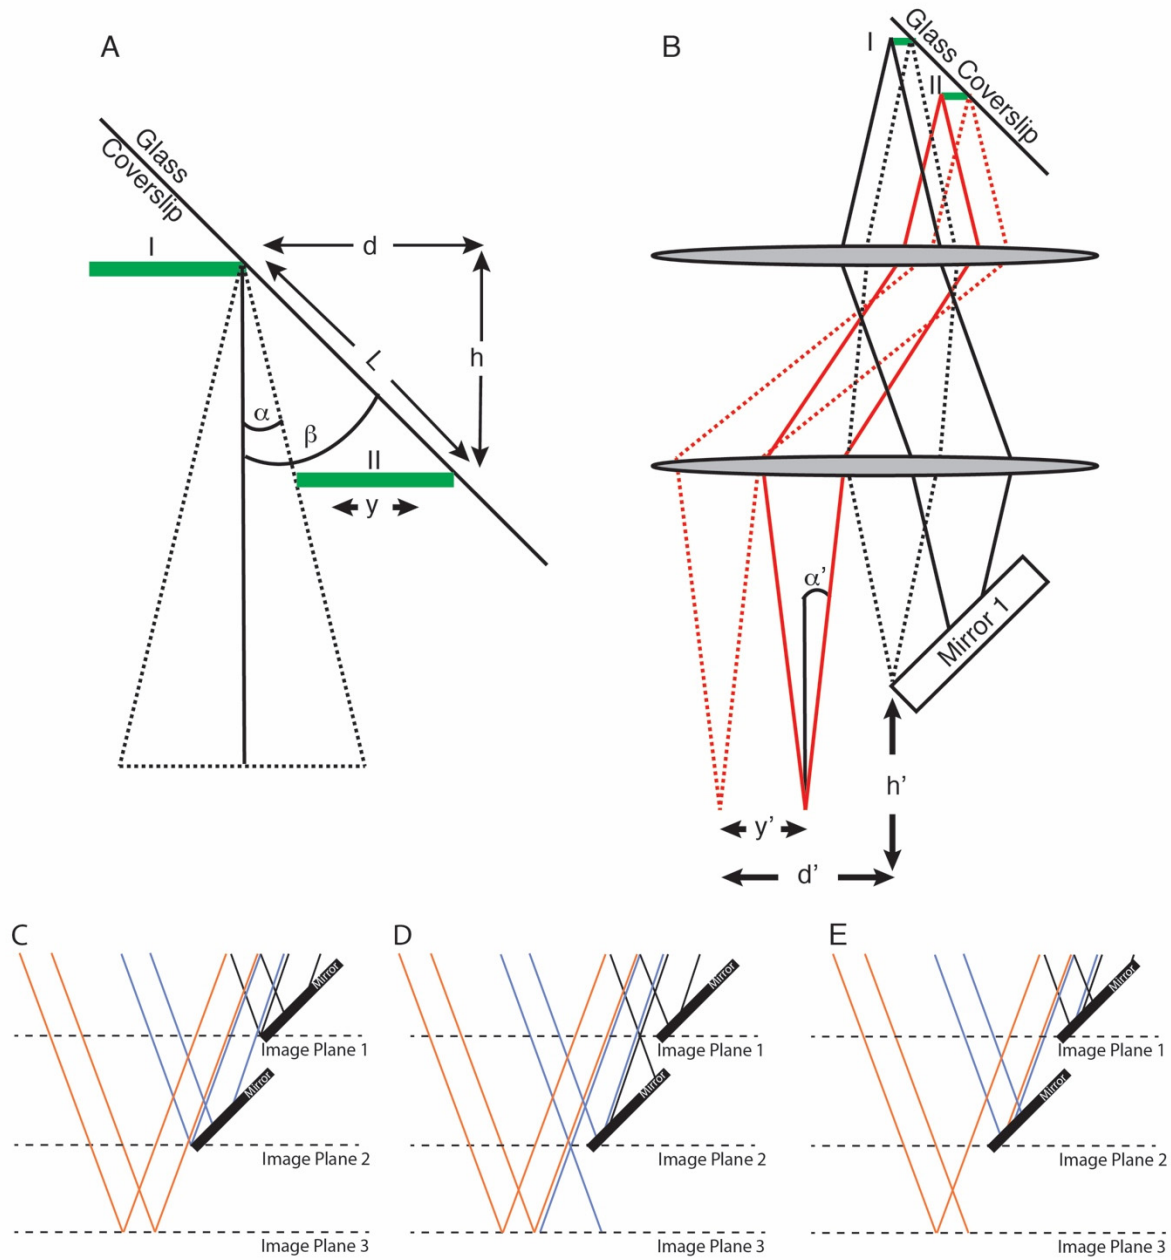 A
Glass
Coverslip
I
d
h
L
α
β
II
y
B
Glass Coverslip
I
II
α'
Mirror 1
h'
y'
d'
C
Mirror
Image Plane 1
Mirror
Image Plane 2
Image Plane 3
D
Mirror
Image Plane 1
Mirror
Image Plane 2
Image Plane 3
E
Mirror
Image Plane 1
Mirror
Image Plane 2
Image Plane 3